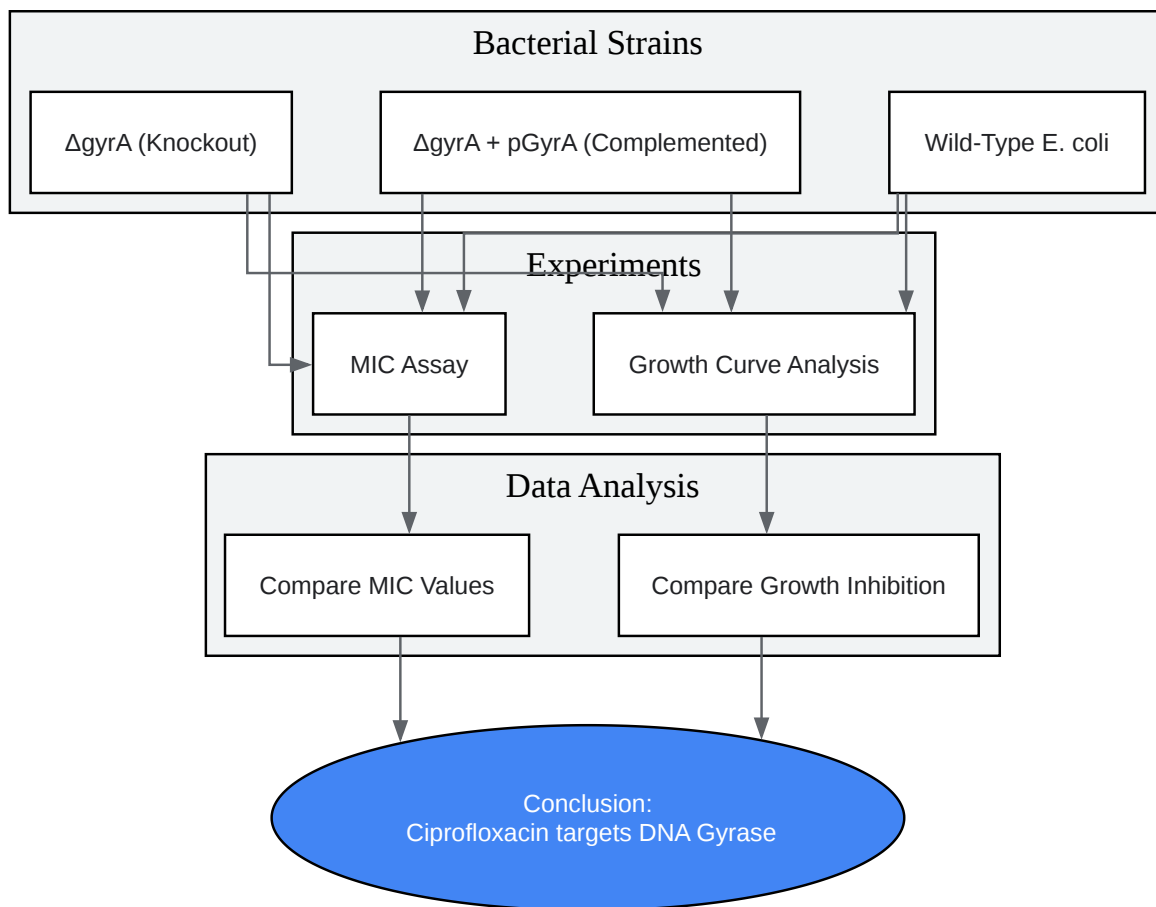 Bacterial Strains
ΔgyrA (Knockout)
ΔgyrA + pGyrA (Complemented)
Wild-Type E. coli
Experiments
MIC Assay
Growth Curve Analysis
Data Analysis
Compare MIC Values
Compare Growth Inhibition
Conclusion:
Ciprofloxacin targets DNA Gyrase